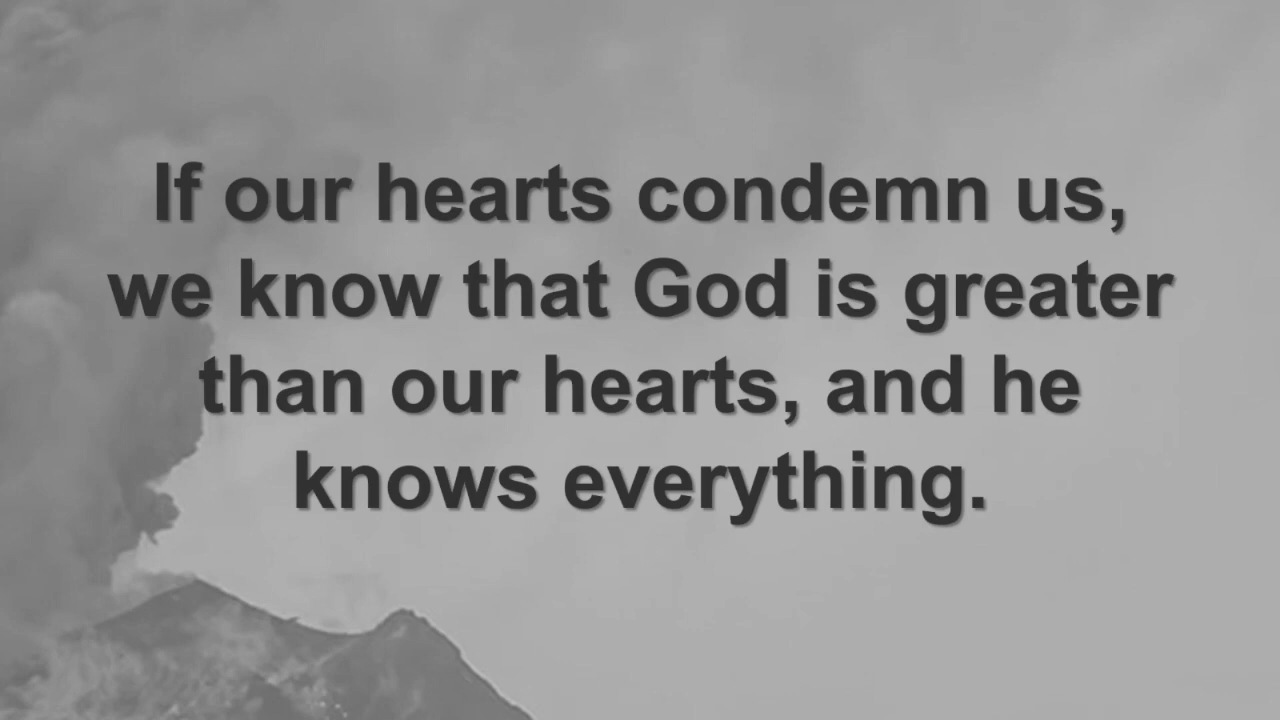 If our hearts condemn us,
we know that God is greater
than our hearts, and he
knows everything.